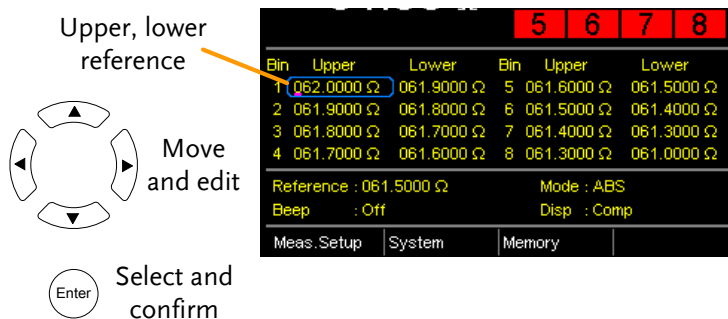 Upper, lower
reference
5 6 7 8
Bin Upper Lower Bin Upper Lower
1 062.0000 Ω 061.9000 Ω 5 061.6000 Ω 061.5000 Ω
2 061.9000 Ω 061.8000 Ω 6 061.5000 Ω 061.4000 Ω
3 061.8000 Ω 061.7000 Ω 7 061.4000 Ω 061.3000 Ω
4 061.7000 Ω 061.6000 Ω 8 061.3000 Ω 061.0000 Ω
Move
and edit
Reference : 061.5000 Ω Mode : ABS
Beep : Off Disp : Comp
Meas.Setup System Memory
Enter
Select and
confirm